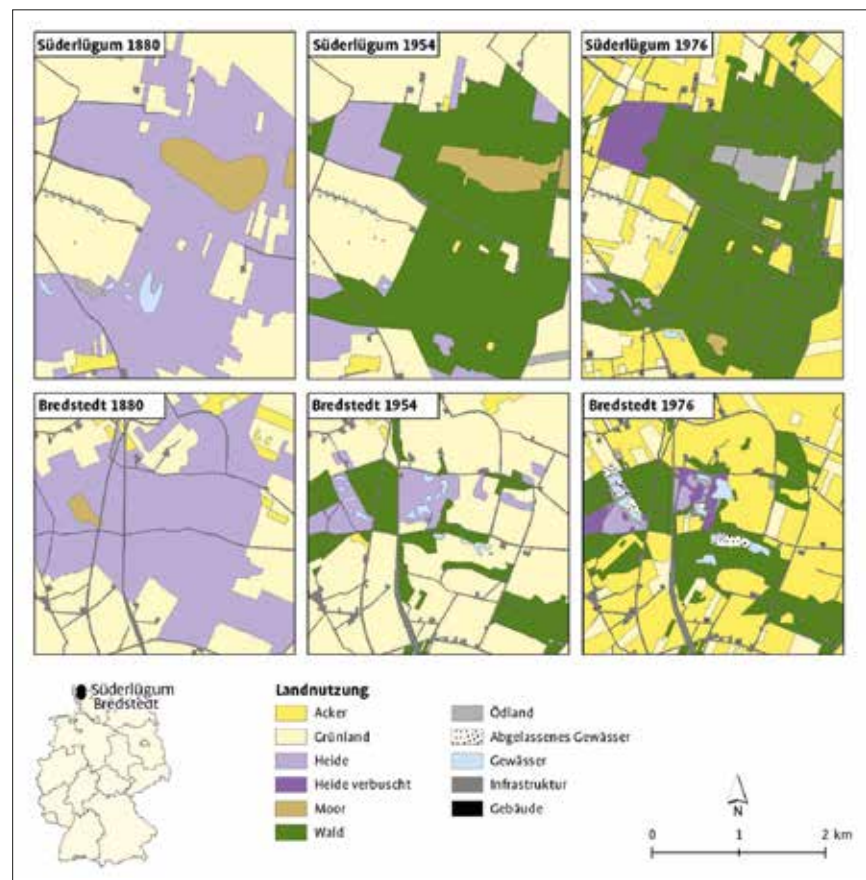 Süderlügum 1880
Süderlügum 1954
Süderlügum 1976
Bredstedt 1880
Bredstedt 1954
Bredstedt 1976
Süderlügum
Bredstedt
Landnutzung
Acker
Grünland
Heide
Heide verbuscht
Moor
Wald
Ödland
Abgelassenes Gewässer
Gewässer
Infrastruktur
Gebäude
N
0 1 2 km